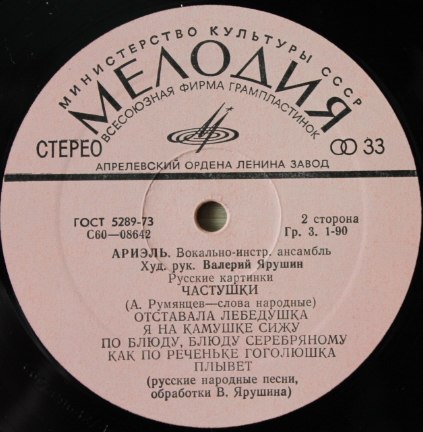 МИНИСТЕРСТВО КУЛЬТУРЫ СССР
МЕЛОДИЯ
ВСЕСОЮЗНАЯ ФИРМА ГРАМПЛАСТИНОК
СТЕРЕО
33
АПРЕЛЕВСКИЙ ОРДЕНА ЛЕНИНА ЗАВОД
ГОСТ 5289-73
2 сторона
С60—08642
Гр. 3. 1-90
АРИЭЛЬ. Вокально-инстр. ансамбль
Худ. рук. Валерий Ярушин
Русские картинки
ЧАСТУШКИ
(А. Румянцев—слова народные)
ОТСТАВАЛА ЛЕБЕДУШКА
Я НА КАМУШКЕ СИЖУ
ПО БЛЮДУ, БЛЮДУ СЕРЕБРЯНОМУ
КАК ПО РЕЧЕНЬКЕ ГОГОЛЮШКА
ПЛЫВЕТ
(русские народные песни,
обработки В. Ярушина)